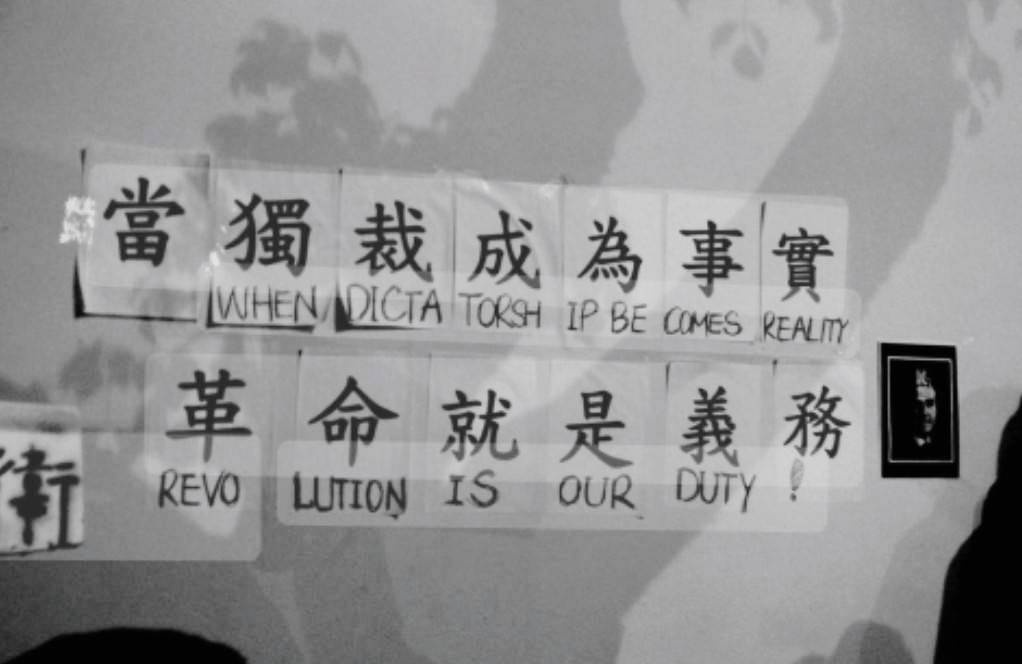 當獨裁成為事實
WHEN DICTA TORSH IP BE COMES REALITY
革命就是義務
REVO LUTION IS OUR DUTY !
衛